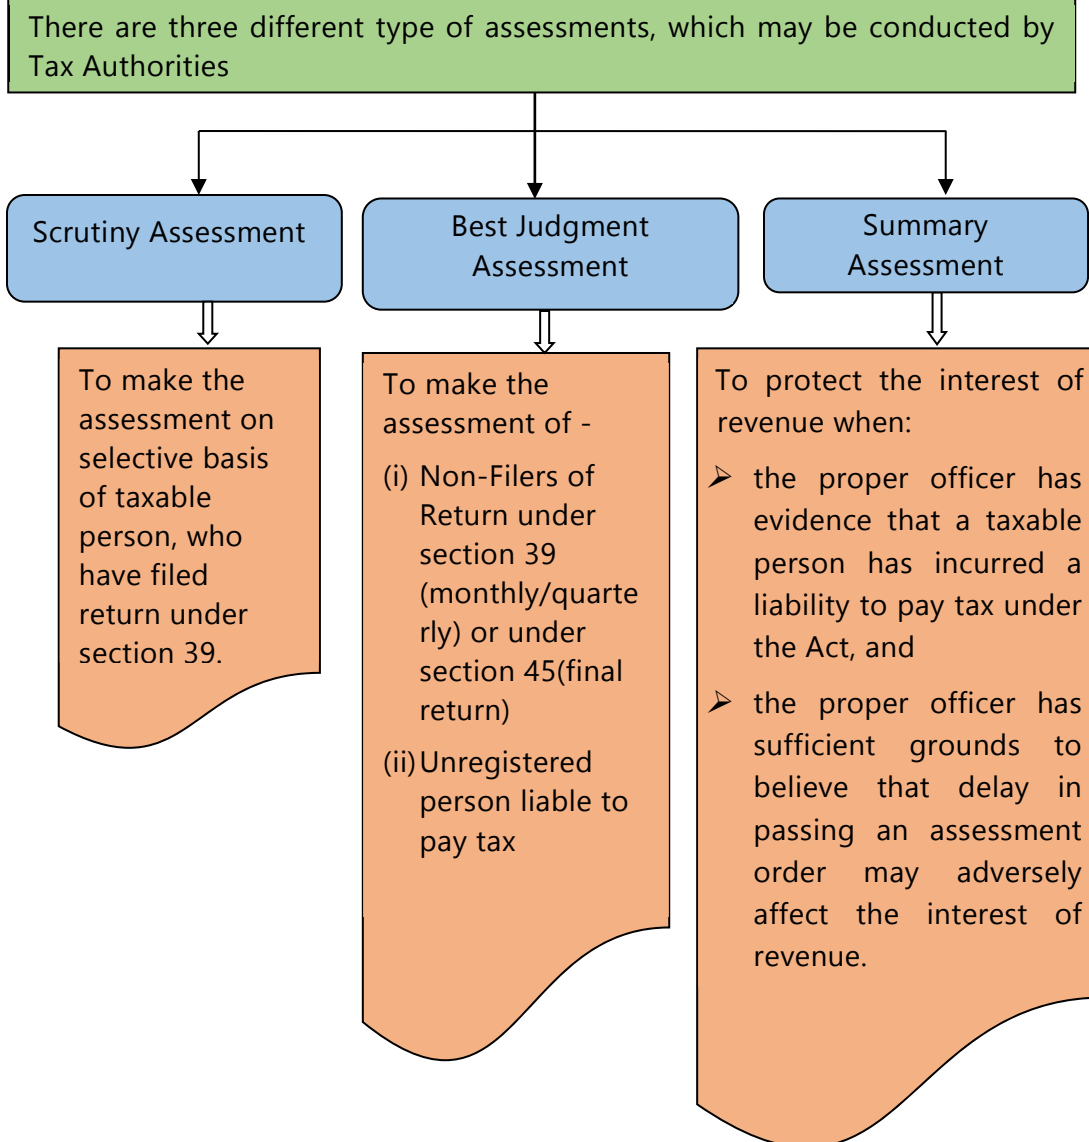 There are three different type of assessments, which may be conducted by
Tax Authorities
Scrutiny Assessment
Best Judgment
Assessment
Summary
Assessment
To make the
assessment on
selective basis
of taxable
person, who
have filed
return under
section 39.
To make the
assessment of -
(i) Non-Filers of
Return under
section 39
(monthly/quarte
rly) or under
section 45(final
return)
(ii) Unregistered
person liable to
pay tax
To protect the interest of
revenue when:
➢ the proper officer has
evidence that a taxable
person has incurred a
liability to pay tax under
the Act, and
➢ the proper officer has
sufficient grounds to
believe that delay in
passing an assessment
order may adversely
affect the interest of
revenue.